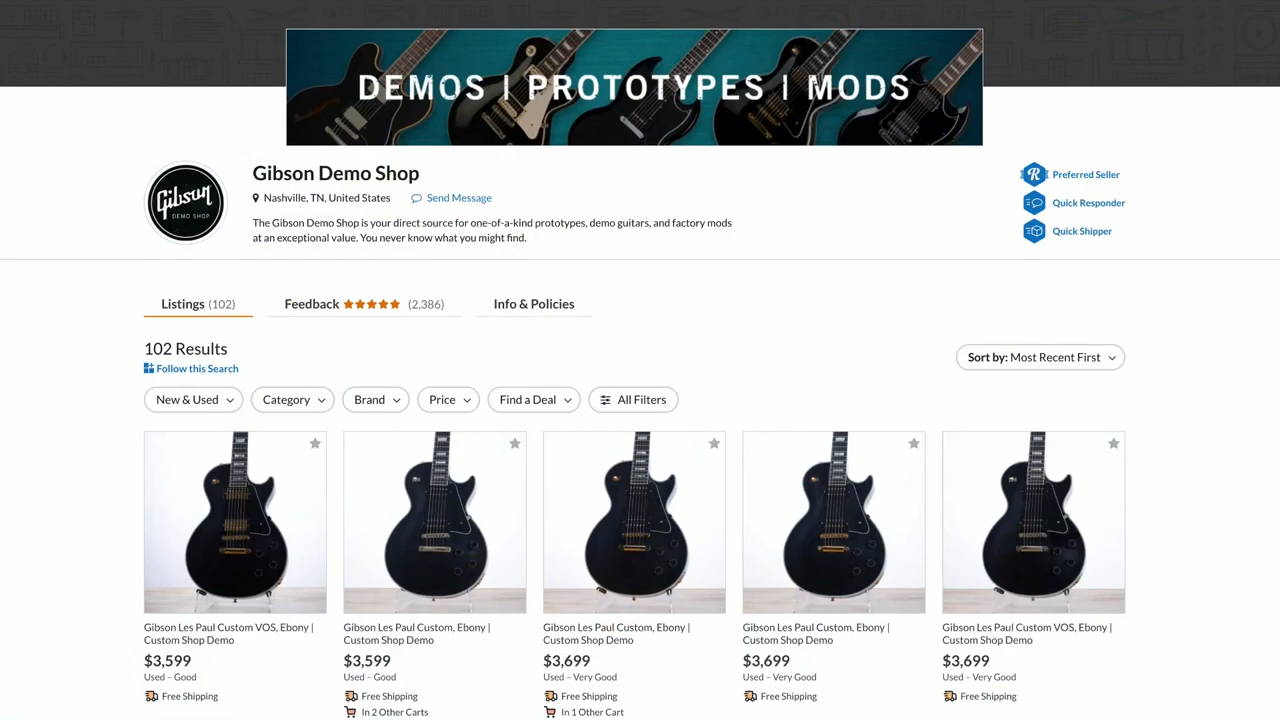 DEMOS | PROTOTYPES | MODS
Gibson
DEMO SHOP
Gibson Demo Shop
Nashville, TN, United States
Send Message
The Gibson Demo Shop is your direct source for one-of-a-kind prototypes, demo guitars, and factory mods
at an exceptional value. You never know what you might find.
R
Preferred Seller
Quick Responder
Quick Shipper
Listings (102)
Feedback (2,386)
Info & Policies
102 Results
Follow this Search
Sort by: Most Recent First
New & Used
Category
Brand
Price
Find a Deal
All Filters
Gibson Les Paul Custom VOS, Ebony |
Custom Shop Demo
$3,599
Used – Good
Free Shipping
Gibson Les Paul Custom, Ebony |
Custom Shop Demo
$3,599
Used – Good
Free Shipping
In 2 Other Carts
Gibson Les Paul Custom, Ebony |
Custom Shop Demo
$3,699
Used – Very Good
Free Shipping
In 1 Other Cart
Gibson Les Paul Custom, Ebony |
Custom Shop Demo
$3,699
Used – Very Good
Free Shipping
Gibson Les Paul Custom VOS, Ebony |
Custom Shop Demo
$3,699
Used – Very Good
Free Shipping